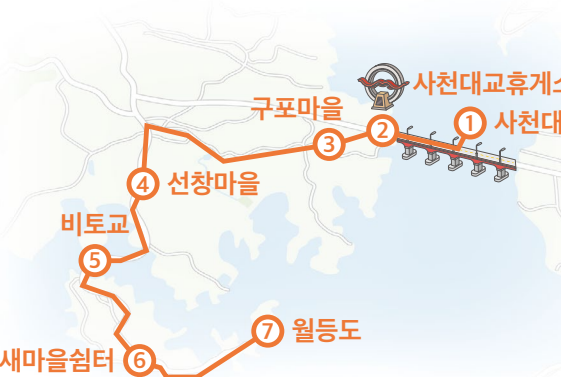 사천대교휴게소
① 사천대
②
구포마을
③
④ 선창마을
비토교
⑤
새마을쉼터 ⑥
⑦ 월등도